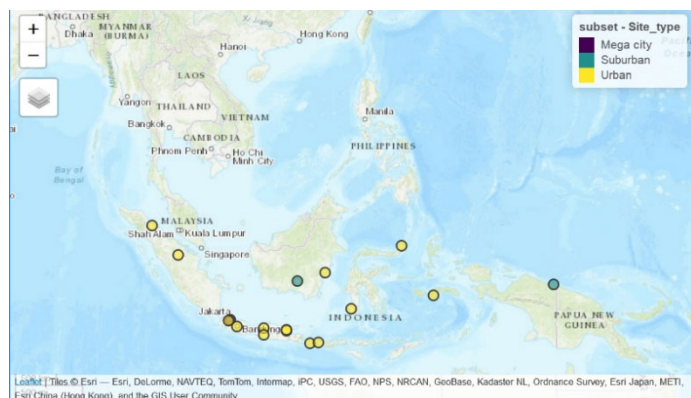 BANGLADESH
Dhaka
MYANMAR
(BURMA)
Xi Jiang
Hong Kong
Hanoi
LAOS
Yangon
THAILAND
VIETNAM
Bangkok
CAMBODIA
Phnom Penh
Ho Chi
Minh City
Manila
PHILIPPINES
Bay of
Bengal
MALAYSIA
Shah Alam
Kuala Lumpur
Singapore
Jakarta
INDONESIA
PAPUA NEW
GUINEA
+
−
subset - Site_type
Mega city
Suburban
Urban
Leaflet | Tiles © Esri — Esri, DeLorme, NAVTEQ, TomTom, Intermap, iPC, USGS, FAO, NPS, NRCAN, GeoBase, Kadaster NL, Ordnance Survey, Esri Japan, METI,
Esri China (Hong Kong), and the GIS User Community